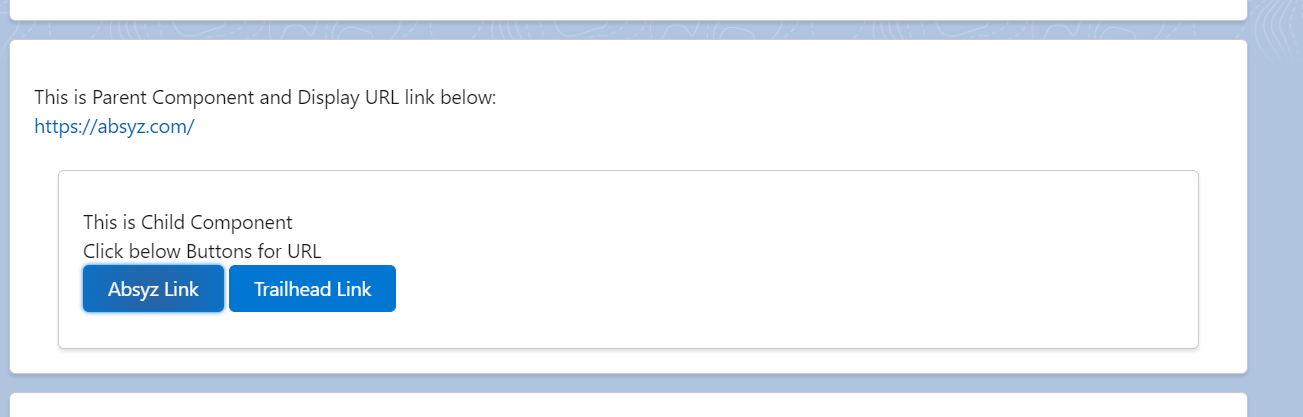 This is Parent Component and Display URL link below:
https://absyz.com/
This is Child Component
Click below Buttons for URL
Absyz Link Trailhead Link